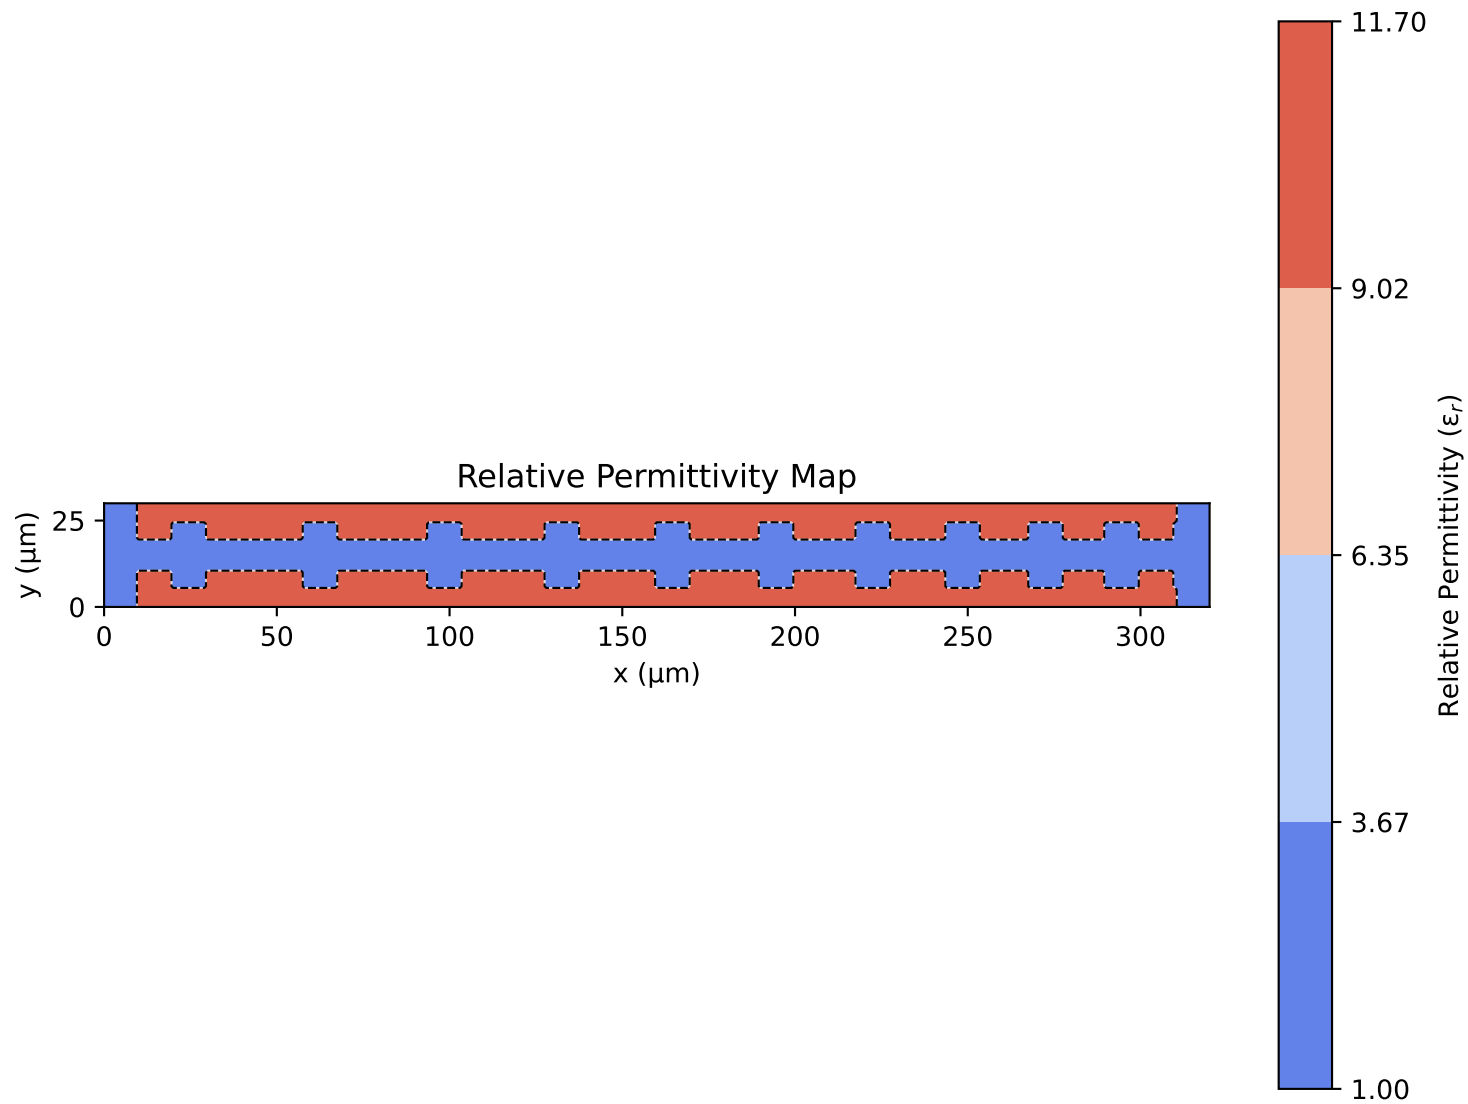 Relative Permittivity Map
y (µm)
25
0
0 50 100 150 200 250 300
x (µm)
11.70
9.02
6.35
3.67
1.00
Relative Permittivity (εᵣ)